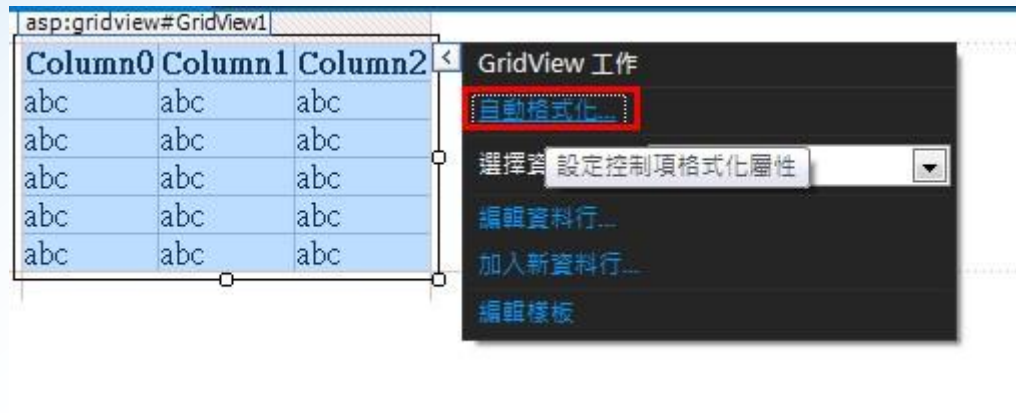 asp:gridview#GridView1
Column0 Column1 Column2
abc abc abc
abc abc abc
abc abc abc
abc abc abc
abc abc abc
GridView 工作
自動格式化...
選擇資
設定控制項格式化屬性
編輯資料行...
加入新資料行...
編輯樣板